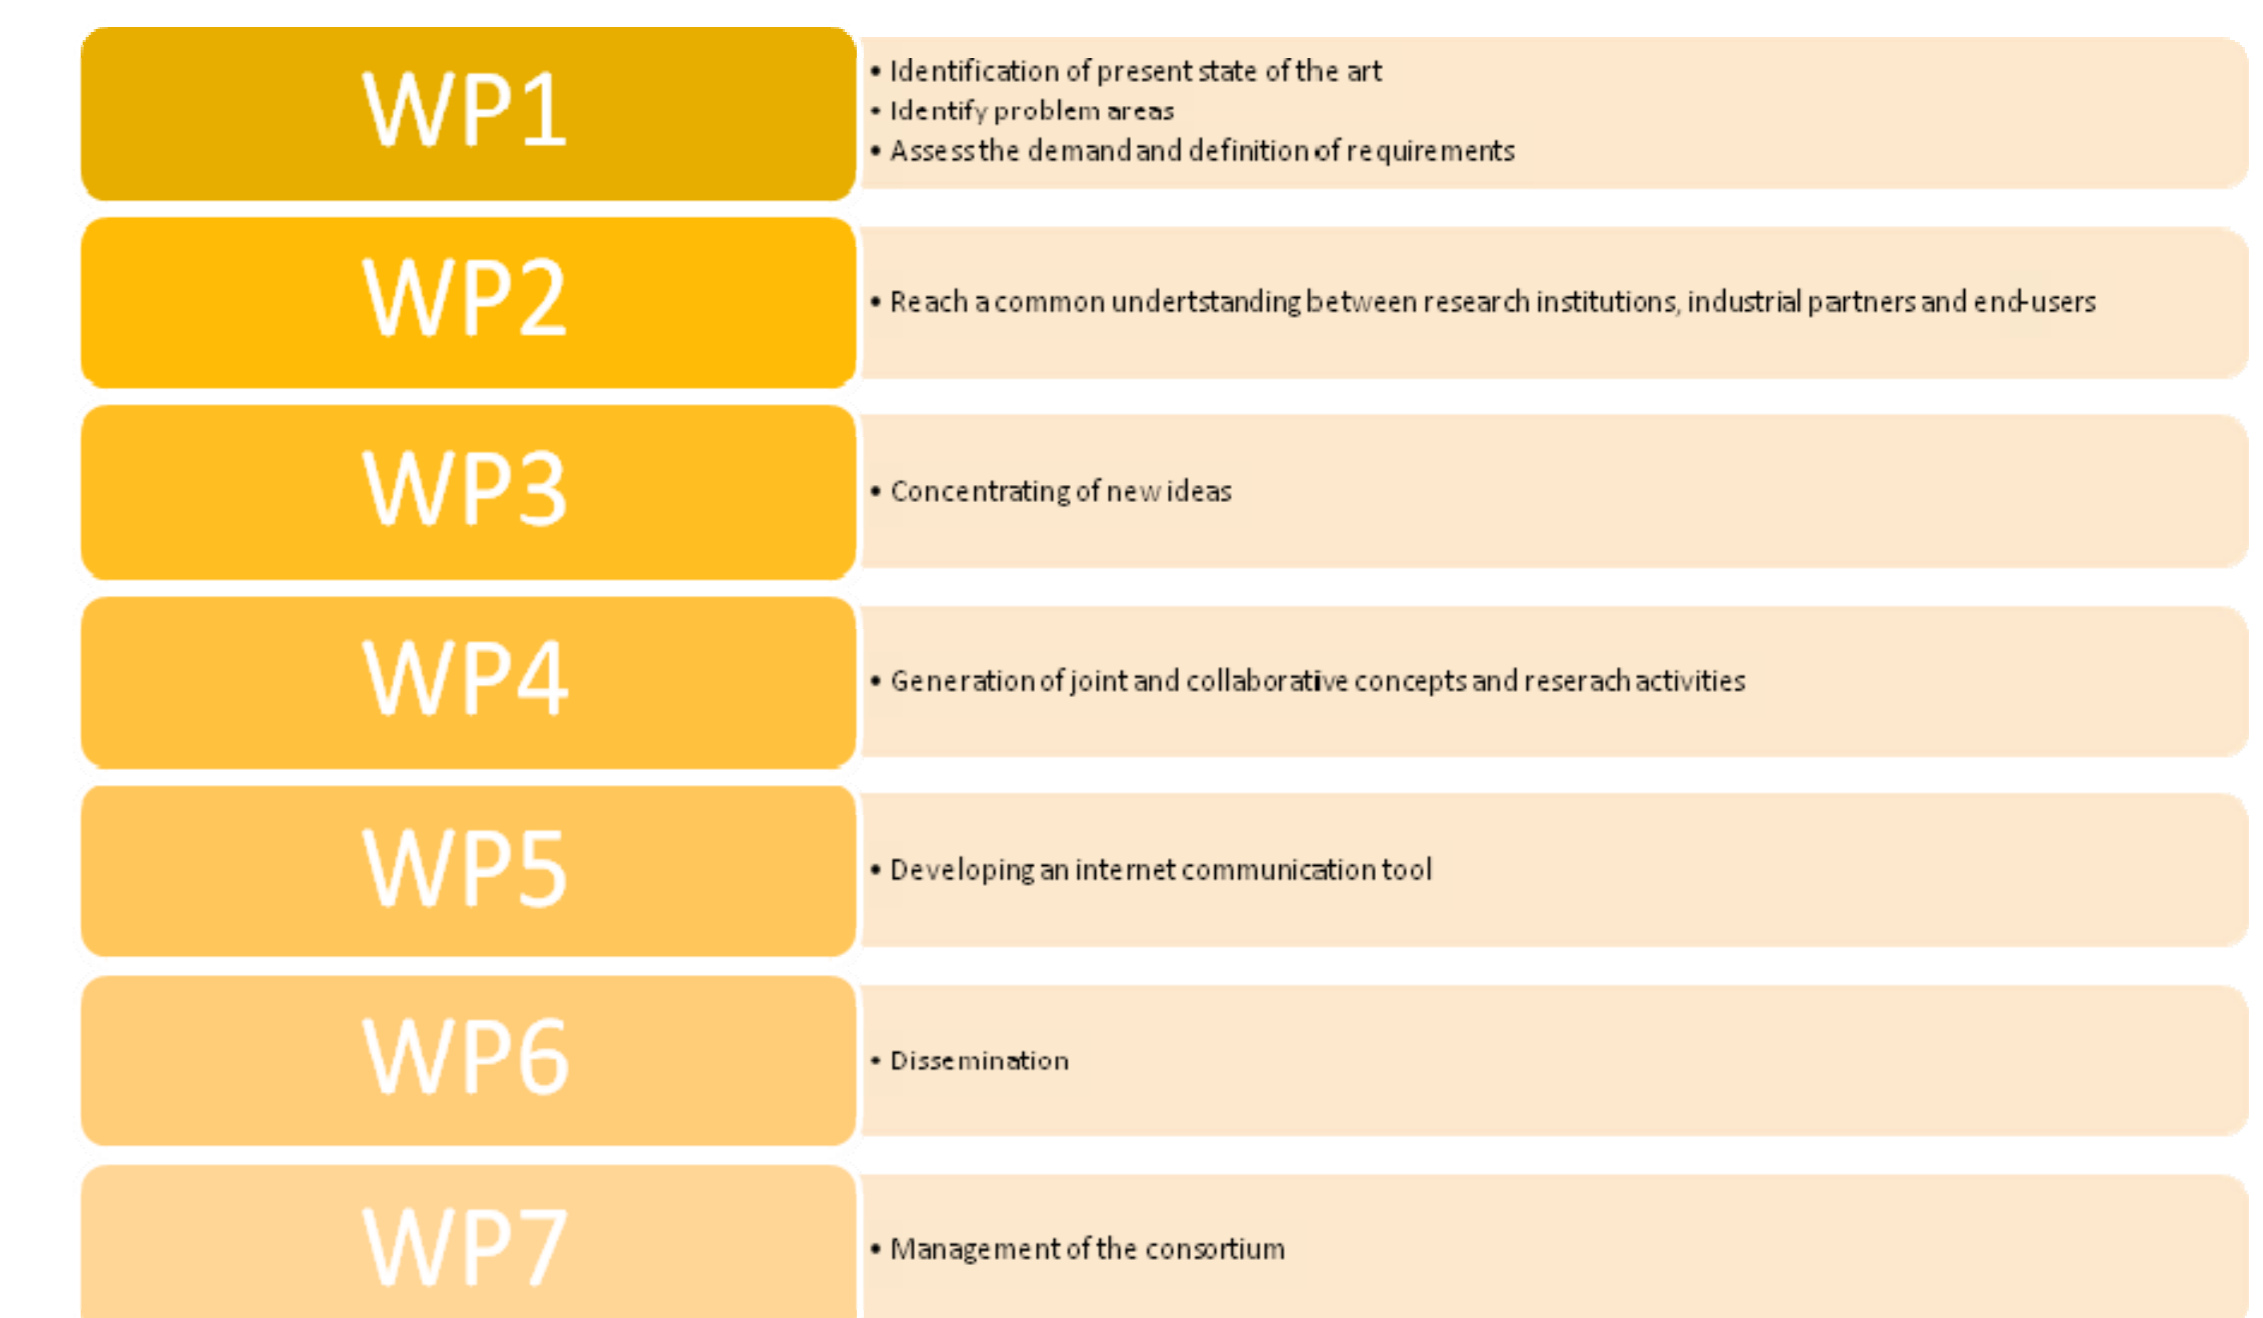 WP1
• Identification of present state of the art
• Identify problem areas
• Assess the demand and definition of requirements
WP2
• Reach a common undertstanding between research institutions, industrial partners and end-users
WP3
• Concentrating of new ideas
WP4
• Generation of joint and collaborative concepts and reserach activities
WP5
• Developing an internet communication tool
WP6
• Dissemination
WP7
• Management of the consortium